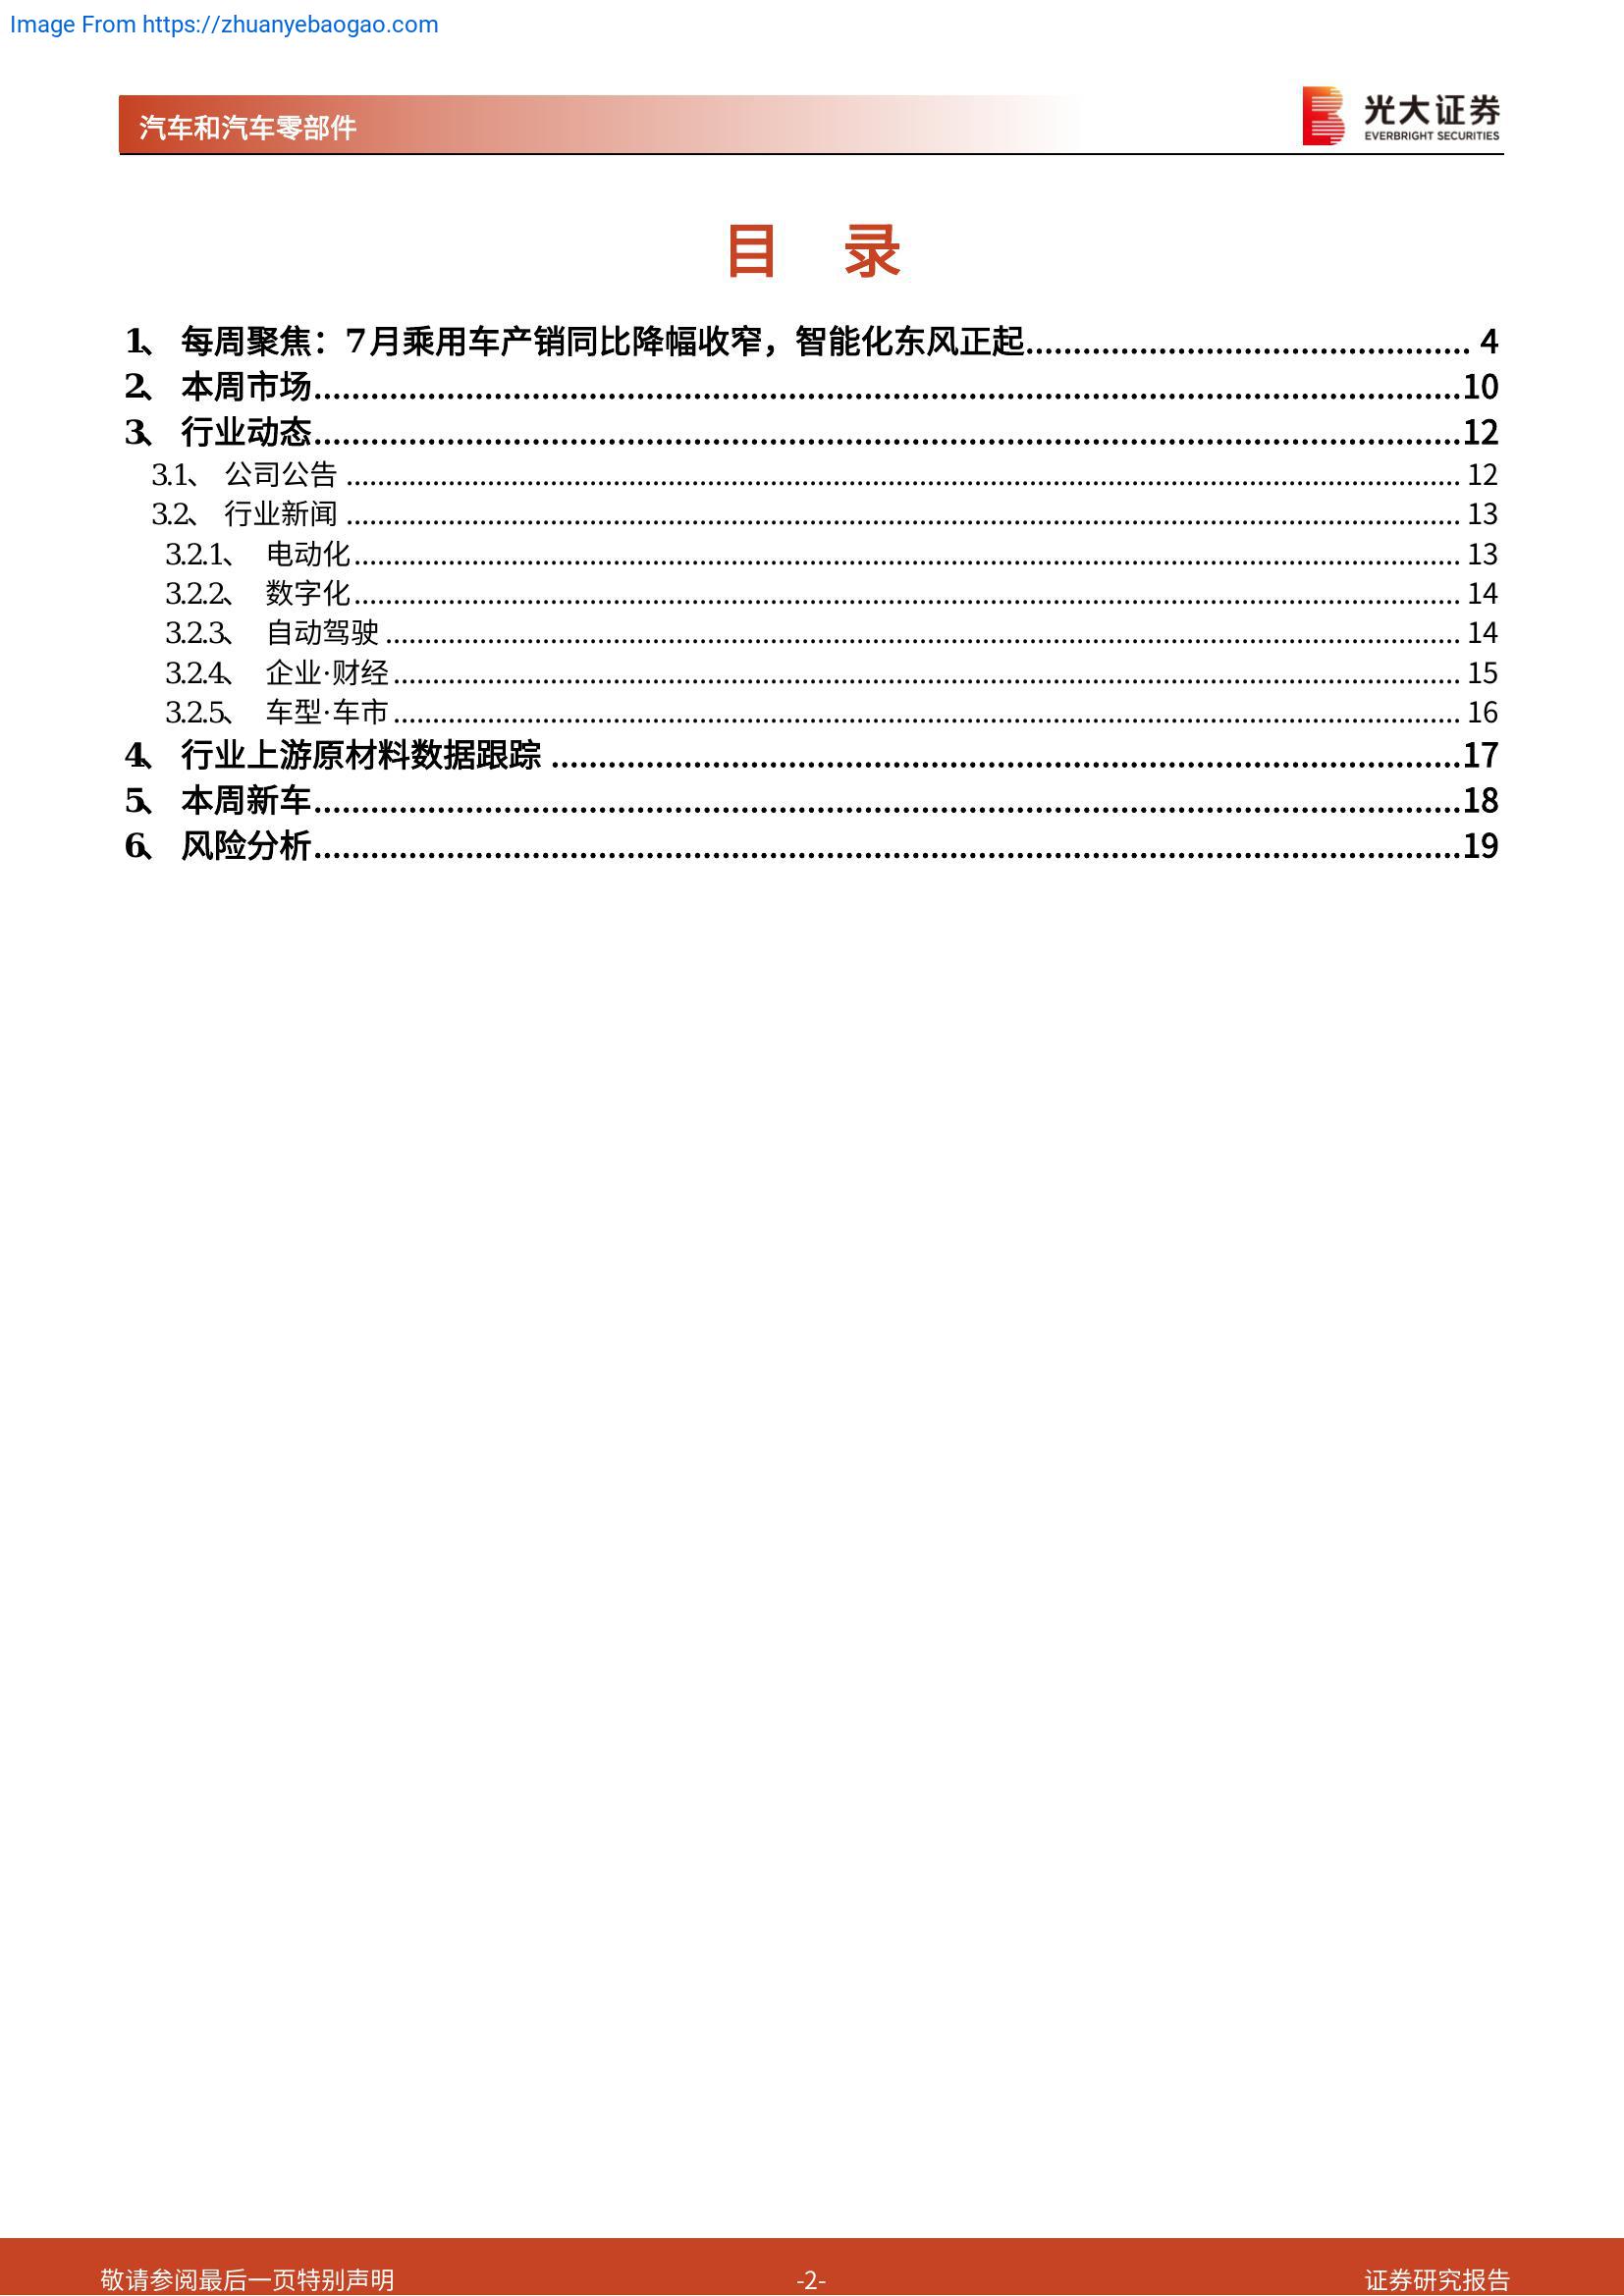 Image From https://zhuanyebaogao.com
汽车和汽车零部件
光大证券
EVERBRIGHT SECURITIES
目 录
1、 每周聚焦：7月乘用车产销同比降幅收窄，智能化东风正起 4
2、 本周市场 10
3、 行业动态 12
3.1、 公司公告 12
3.2、 行业新闻 13
3.2.1、 电动化 13
3.2.2、 数字化 14
3.2.3、 自动驾驶 14
3.2.4、 企业·财经 15
3.2.5、 车型·车市 16
4、 行业上游原材料数据跟踪 17
5、 本周新车 18
6、 风险分析 19
敬请参阅最后一页特别声明 -2- 证券研究报告